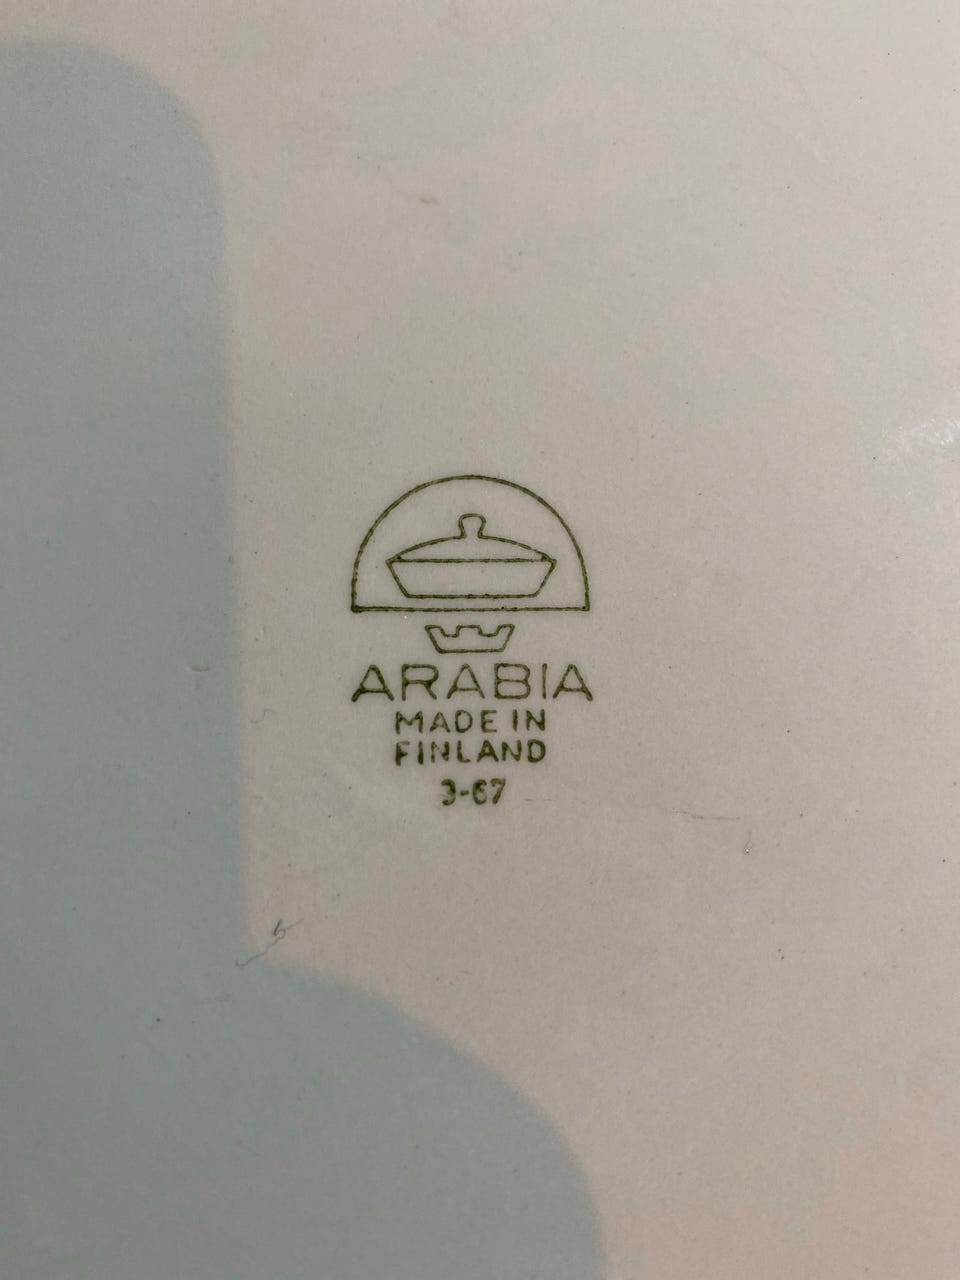 ARABIA
MADE IN
FINLAND
3-67